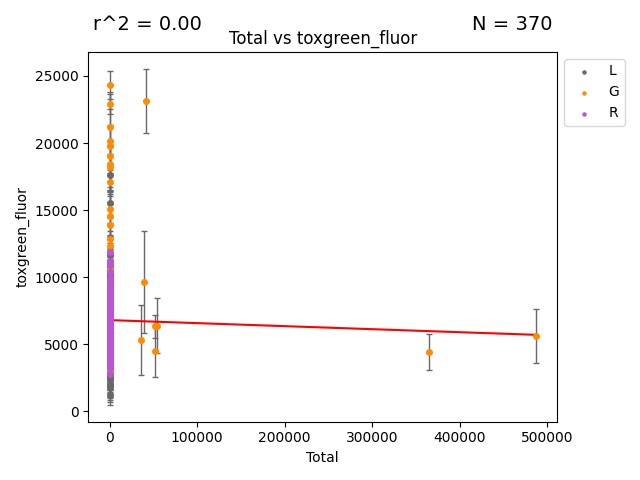 r^2 = 0.00
N = 370
Total vs toxgreen_fluor
25000
20000
15000
10000
5000
0
toxgreen_fluor
0
100000
200000
300000
400000
500000
Total
L
G
R